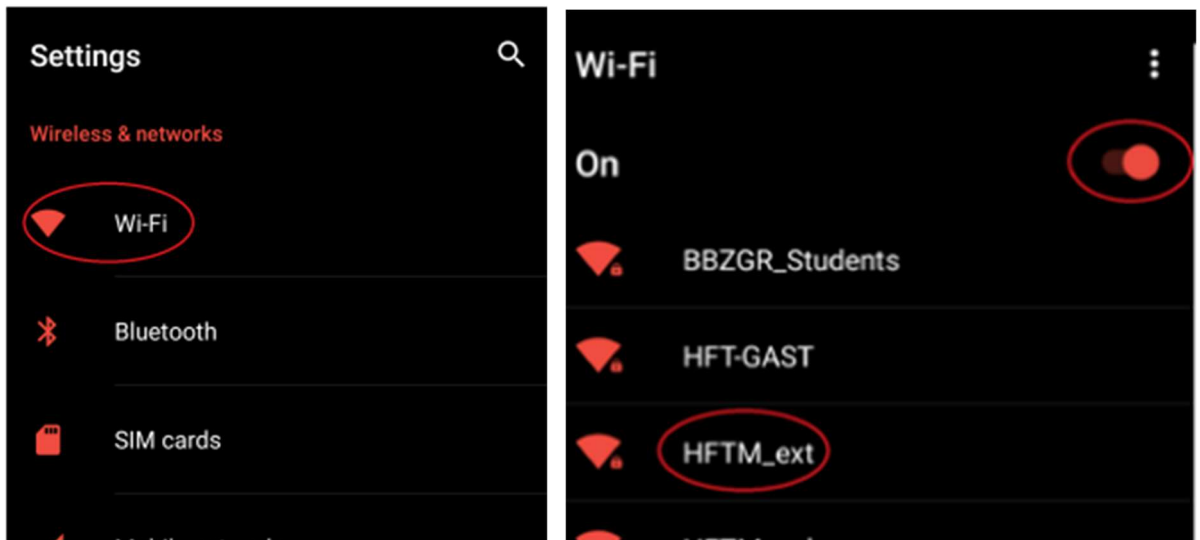 Settings
Wireless & networks
Wi-Fi
Bluetooth
SIM cards
Wi-Fi
On
BBZGR_Students
HFT-GAST
HFTM_ext